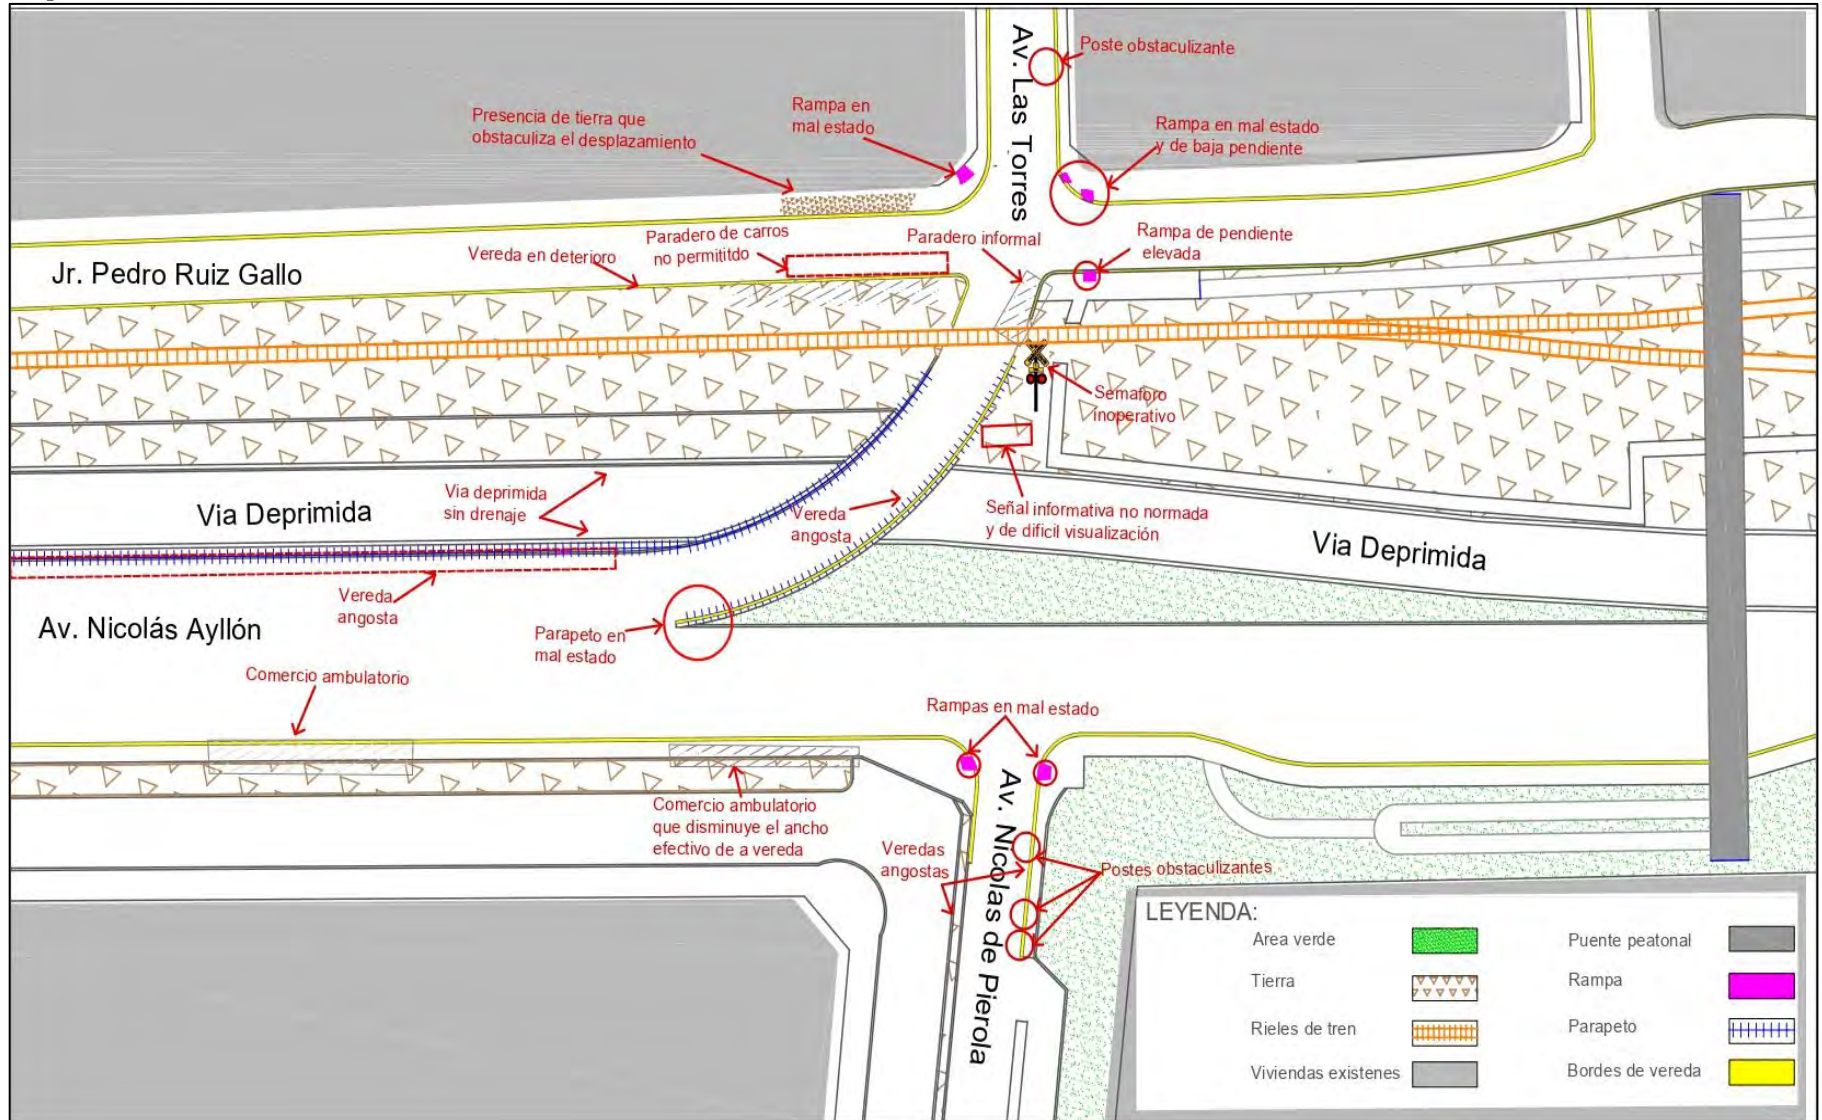 Av. Las Torres
Poste obstaculizante
Presencia de tierra que
obstaculiza el desplazamiento
Rampa en
mal estado
Rampa en mal estado
y de baja pendiente
Jr. Pedro Ruiz Gallo
Vereda en deterioro
Paradero de carros
no permititdo
Paradero informal
Rampa de pendiente
elevada
Semaforo
inoperativo
Via Deprimida
Via deprimida
sin drenaje
Vereda
angosta
Señal informativa no normada
y de dificil visualización
Via Deprimida
Vereda
angosta
Av. Nicolás Ayllón
Parapeto en
mal estado
Comercio ambulatorio
Rampas en mal estado
Comercio ambulatorio
que disminuye el ancho
efectivo de a vereda
Veredas
angostas
Av. Nicolas de Pierola
Postes obstaculizantes
LEYENDA:
Area verde
Puente peatonal
Tierra
Rampa
Rieles de tren
Parapeto
Viviendas existenes
Bordes de vereda